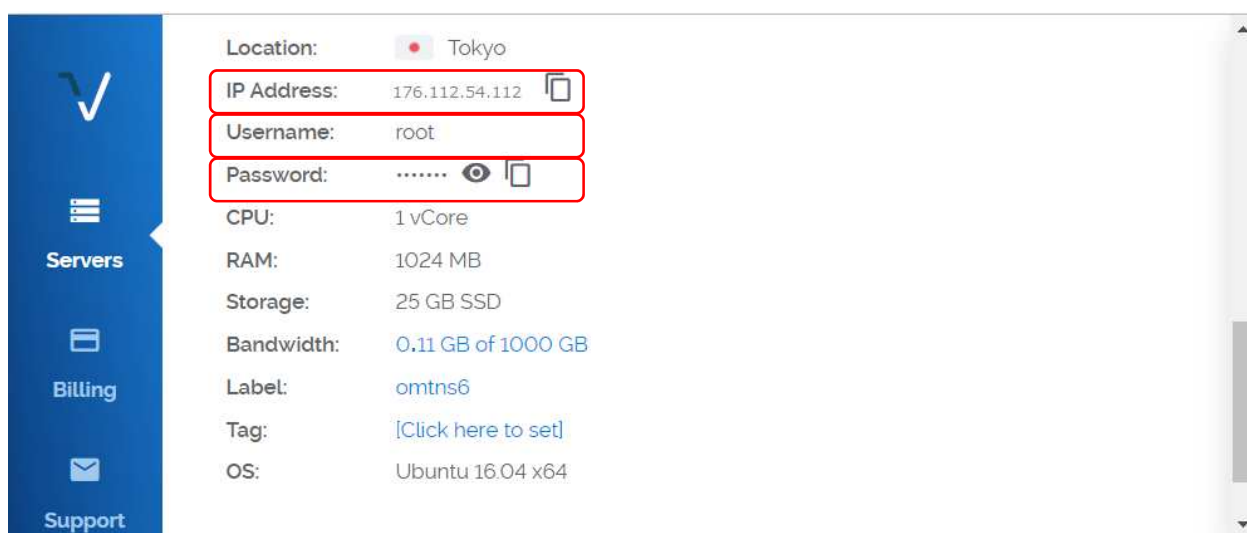 Location: Tokyo
IP Address: 176.112.54.112
Username: root
Password: ·······
CPU: 1 vCore
RAM: 1024 MB
Storage: 25 GB SSD
Bandwidth: 0.11 GB of 1000 GB
Label: omtns6
Tag: [Click here to set]
OS: Ubuntu 16.04 x64
Servers
Billing
Support